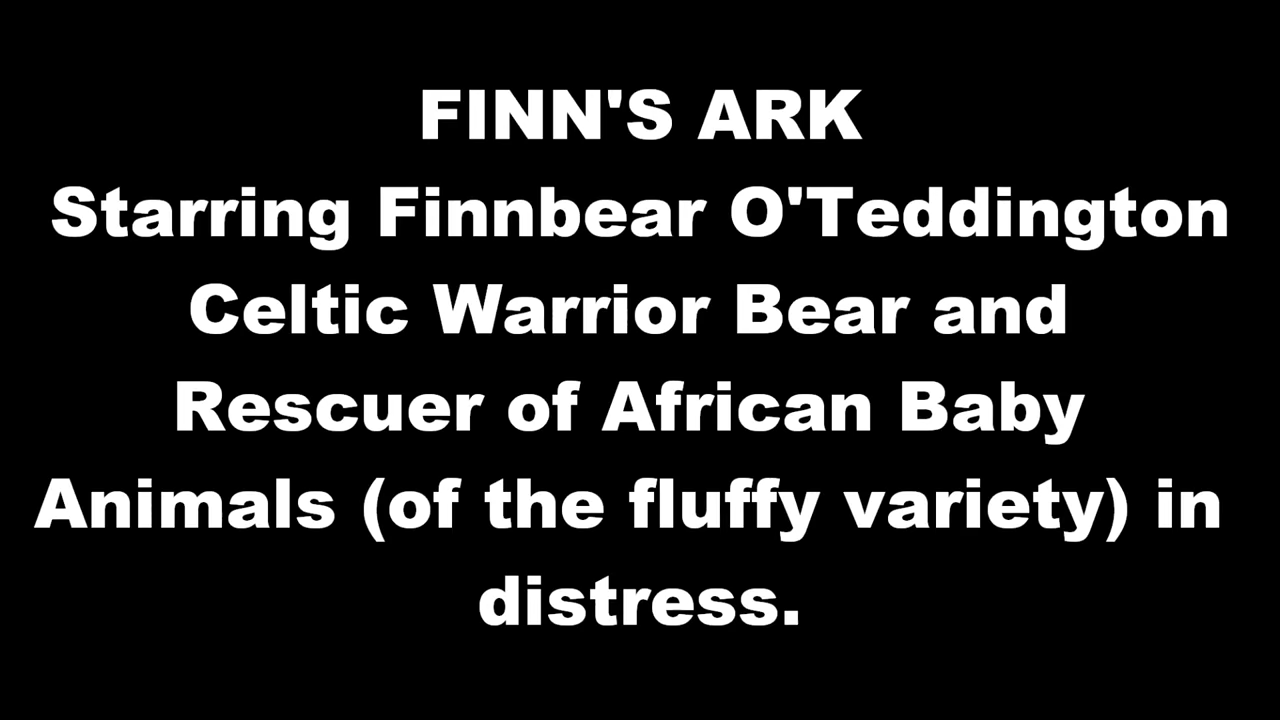 FINN'S ARK
Starring Finnbear O'Teddington
Celtic Warrior Bear and
Rescuer of African Baby
Animals (of the fluffy variety) in
distress.